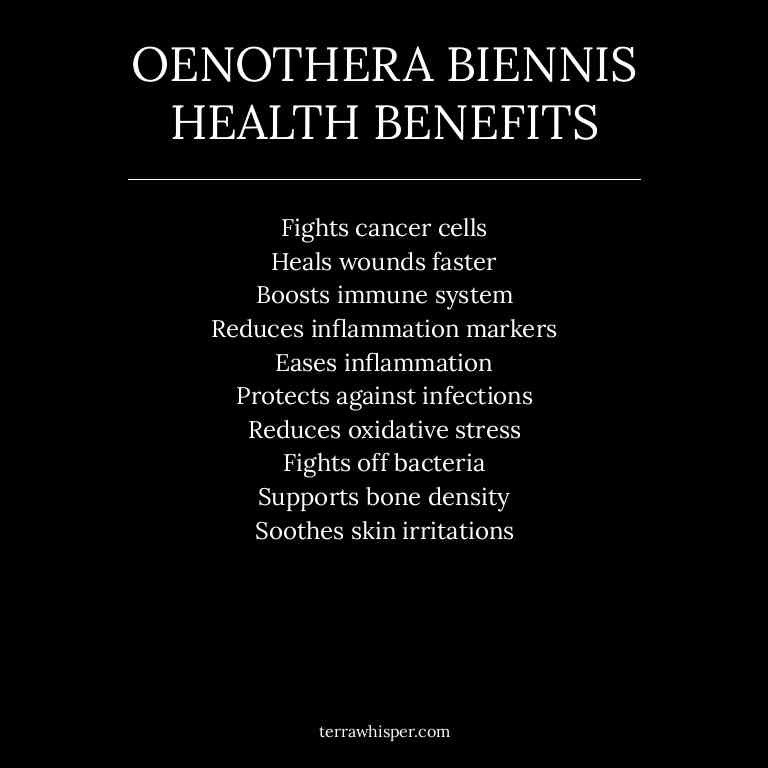 OENOTHERA BIENNIS
HEALTH BENEFITS
Fights cancer cells
Heals wounds faster
Boosts immune system
Reduces inflammation markers
Eases inflammation
Protects against infections
Reduces oxidative stress
Fights off bacteria
Supports bone density
Soothes skin irritations
terrawhisper.com